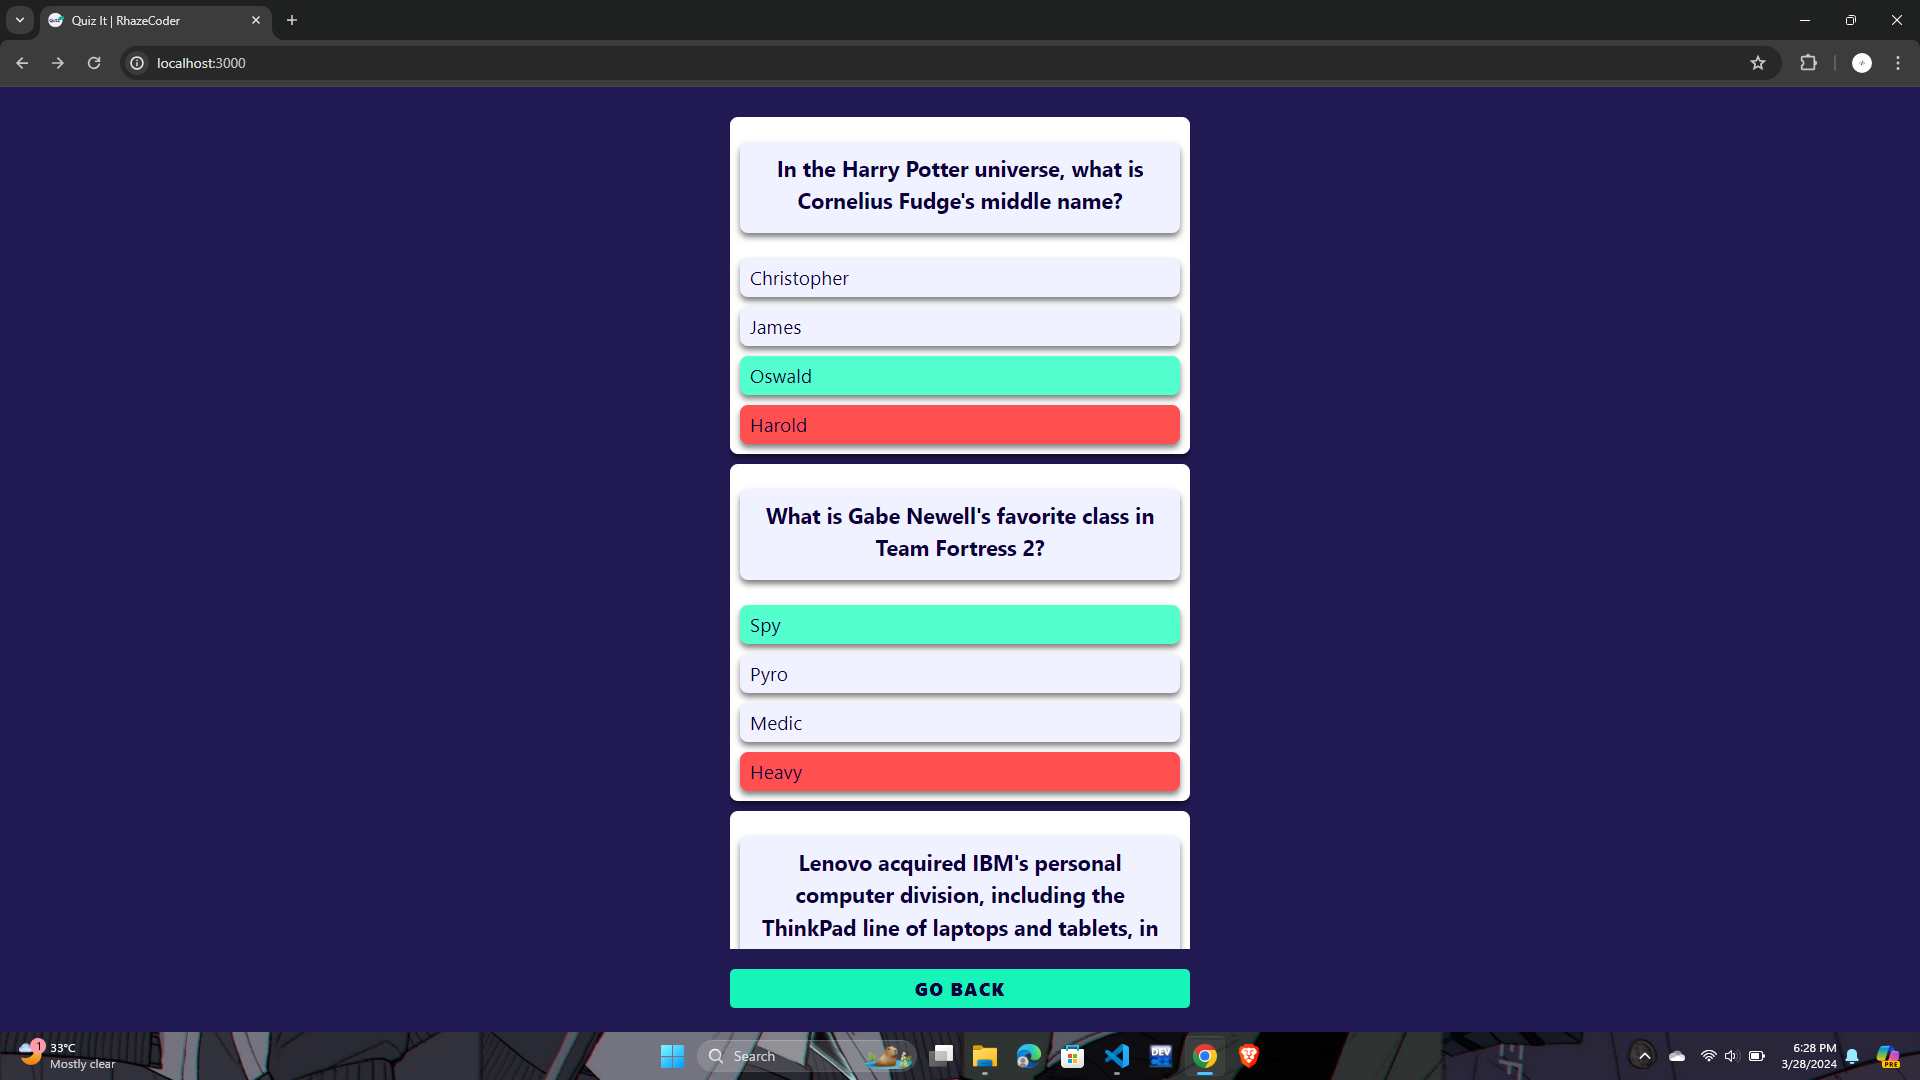 Quiz It | RhazeCoder
localhost:3000
In the Harry Potter universe, what is
Cornelius Fudge's middle name?
Christopher
James
Oswald
Harold
What is Gabe Newell's favorite class in
Team Fortress 2?
Spy
Pyro
Medic
Heavy
Lenovo acquired IBM's personal
computer division, including the
ThinkPad line of laptops and tablets, in
GO BACK
1
33°C
Mostly clear
Search
DEV
6:28 PM
3/28/2024
PRE